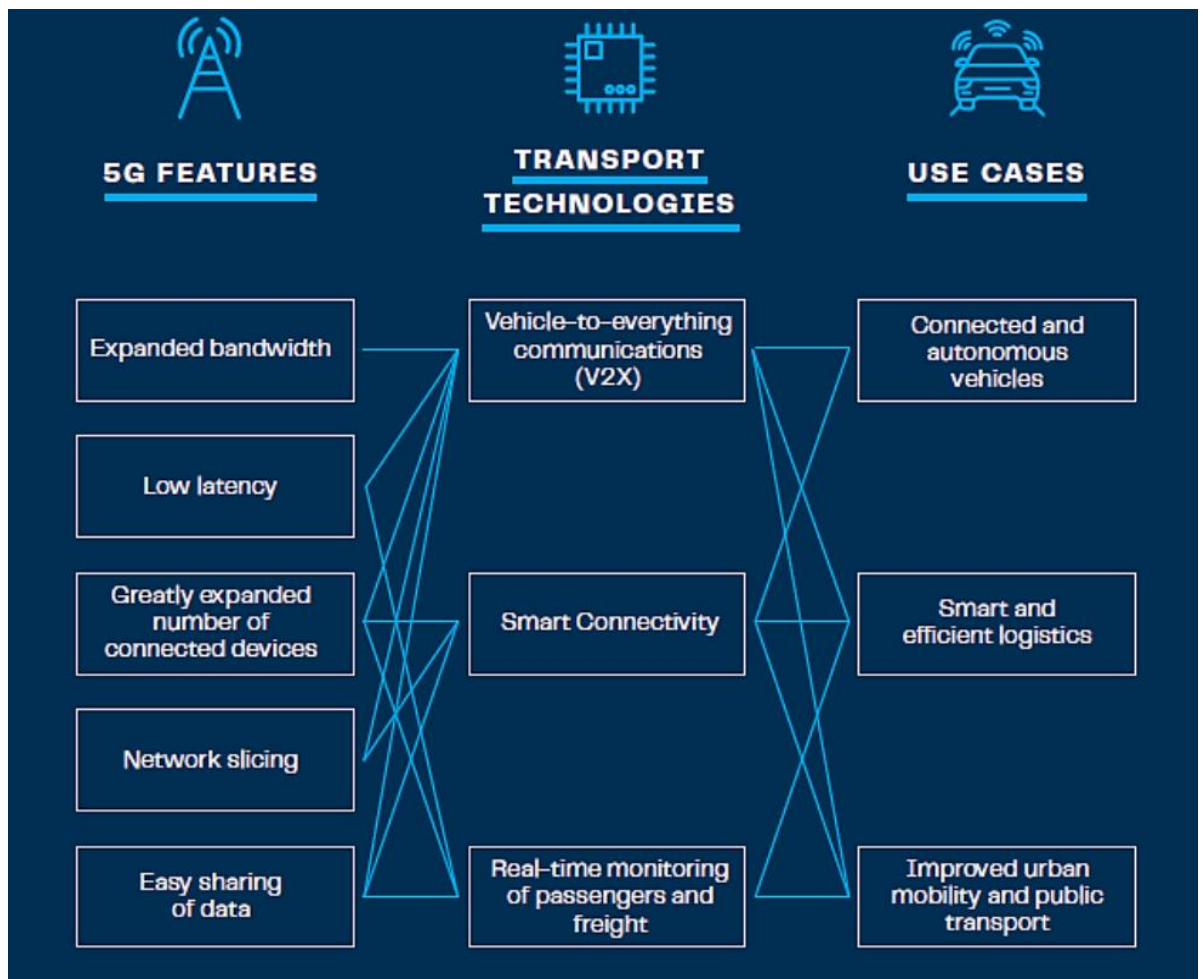 5G FEATURES
TRANSPORT
TECHNOLOGIES
USE CASES
Expanded bandwidth
Low latency
Greatly expanded
number of
connected devices
Network slicing
Easy sharing
of data
Vehicle-to-everything
communications
(V2X)
Smart Connectivity
Real-time monitoring
of passengers and
freight
Connected and
autonomous
vehicles
Smart and
efficient logistics
Improved urban
mobility and public
transport